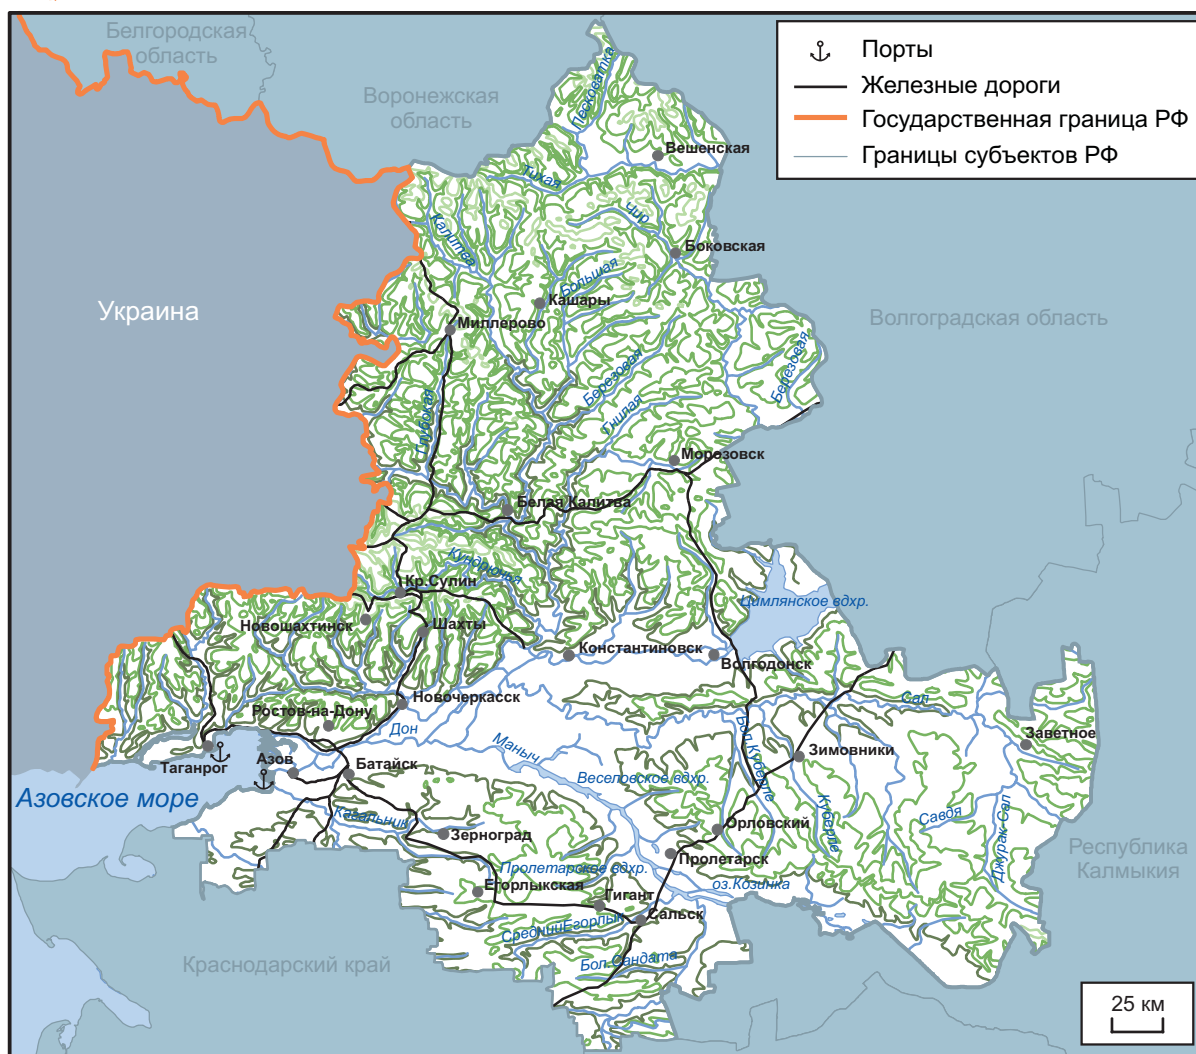 Белгородская
область
Воронежская
область
Порты
Железные дороги
Государственная граница РФ
Границы субъектов РФ
Песковатка
Вешенская
Тихая
Чир
Калитва
Боковская
Большая
Кашары
Украина
Миллерово
Волгоградская область
Березовая
Березовая
Глубокая
Гнилая
Морозовск
Белая Калитва
Кундрючья
Кр.Сулин
Цимлянское вдхр.
Новошахтинск
Шахты
Константиновск
Волгодонск
Новочеркасск
Сал
Ростов-на-Дону
Дон
Бол.Куберле
Заветное
Маныч
Зимовники
Таганрог
Азов
Батайск
Веселовское вдхр.
Азовское море
Кагальник
Зерноград
Орловский
Куберле
Савдя
Джурак-Сал
Республика
Калмыкия
Пролетарск
Пролетарское вдхр.
Егорлыкская
оз.Козинка
Гигант
Сальск
СреднийЕгорлык
Бол.Сандата
Краснодарский край
25 км